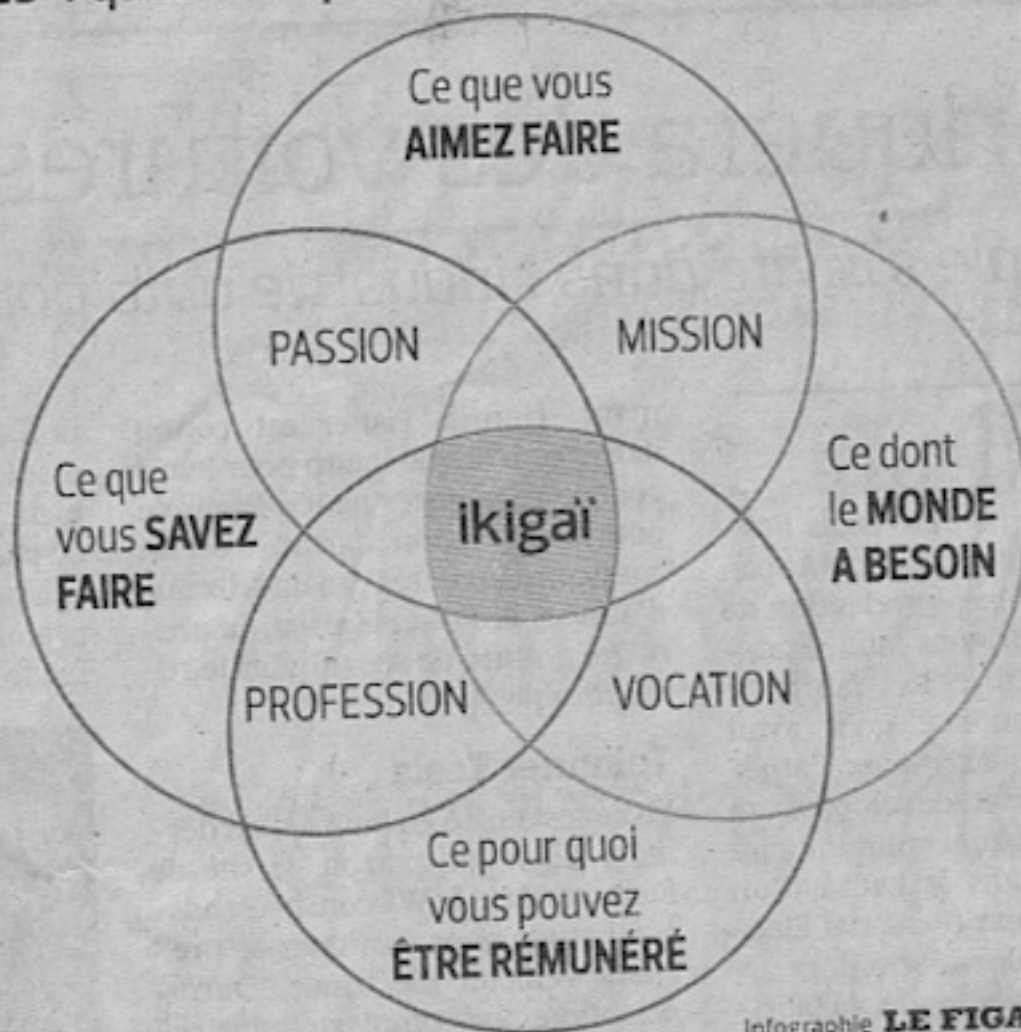 Ce que vous
AIMEZ FAIRE
PASSION
MISSION
Ce que
vous SAVEZ
FAIRE
ikigaï
Ce dont
le MONDE
A BESOIN
PROFESSION
VOCATION
Ce pour quoi
vous pouvez
ÊTRE RÉMUNÉRÉ
Infographie LE FIGA